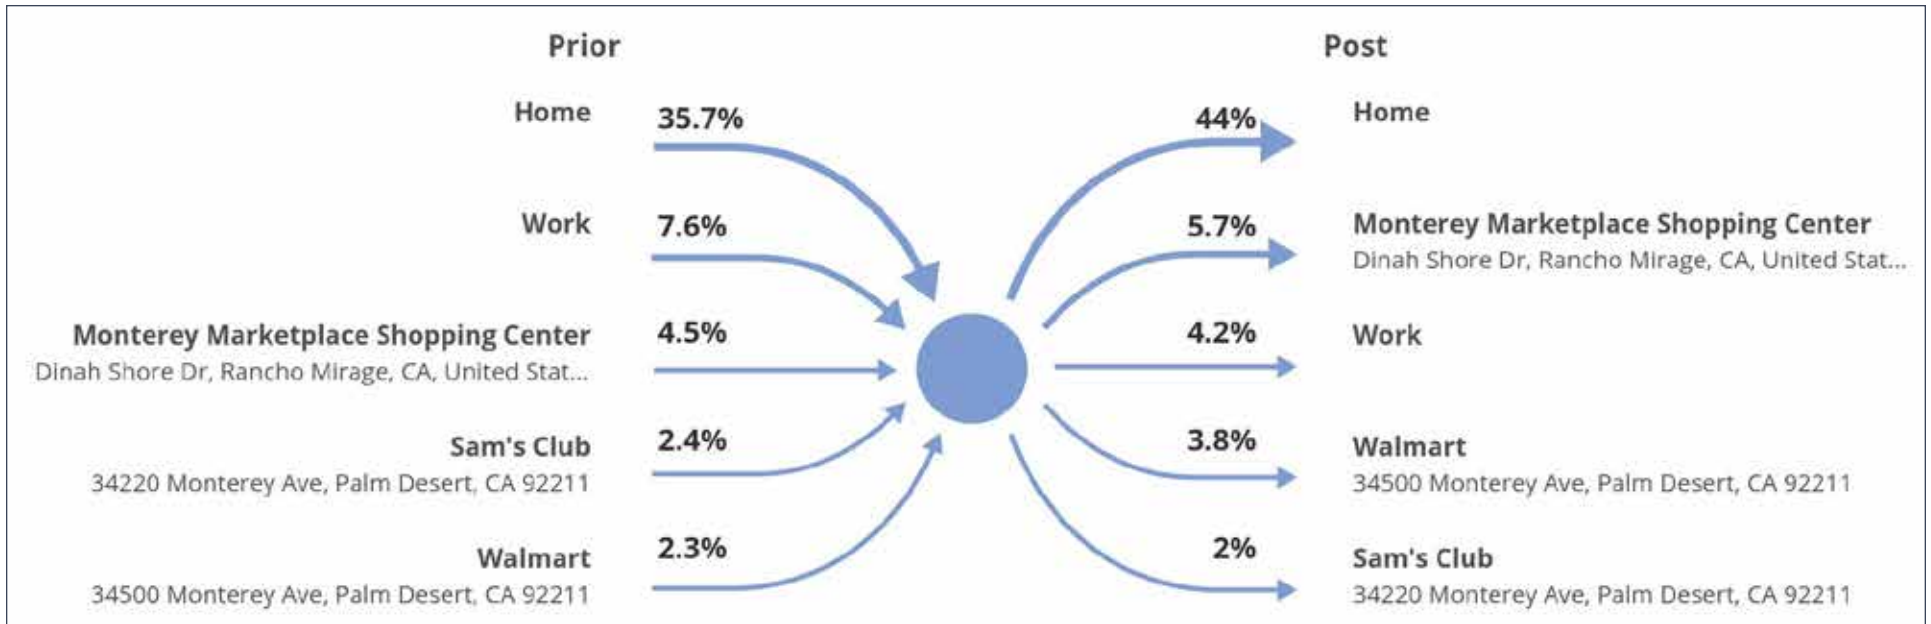 Prior
Post
Home
35.7%
44%
Home
Work
7.6%
5.7%
Monterey Marketplace Shopping Center
Dinah Shore Dr, Rancho Mirage, CA, United Stat...
Monterey Marketplace Shopping Center
Dinah Shore Dr, Rancho Mirage, CA, United Stat...
4.5%
4.2%
Work
Sam's Club
34220 Monterey Ave, Palm Desert, CA 92211
2.4%
3.8%
Walmart
34500 Monterey Ave, Palm Desert, CA 92211
Walmart
34500 Monterey Ave, Palm Desert, CA 92211
2.3%
2%
Sam's Club
34220 Monterey Ave, Palm Desert, CA 92211